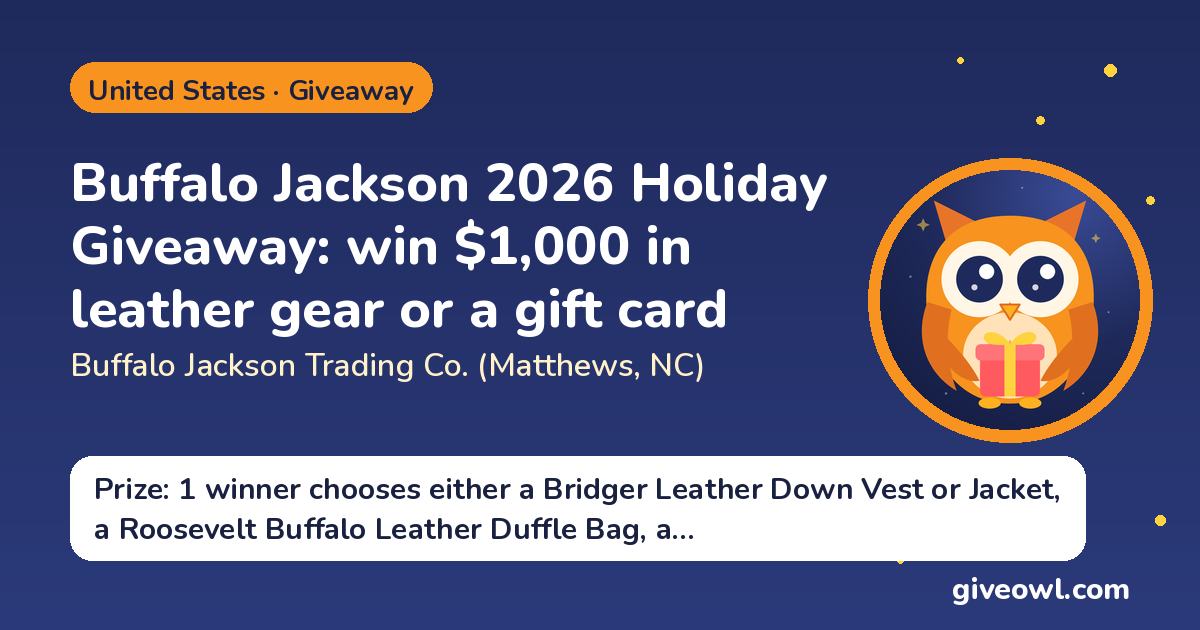 United States · Giveaway
Buffalo Jackson 2026 Holiday
Giveaway: win $1,000 in
leather gear or a gift card
Buffalo Jackson Trading Co. (Matthews, NC)
Prize: 1 winner chooses either a Bridger Leather Down Vest or Jacket,
a Roosevelt Buffalo Leather Duffle Bag, a...
giveowl.com